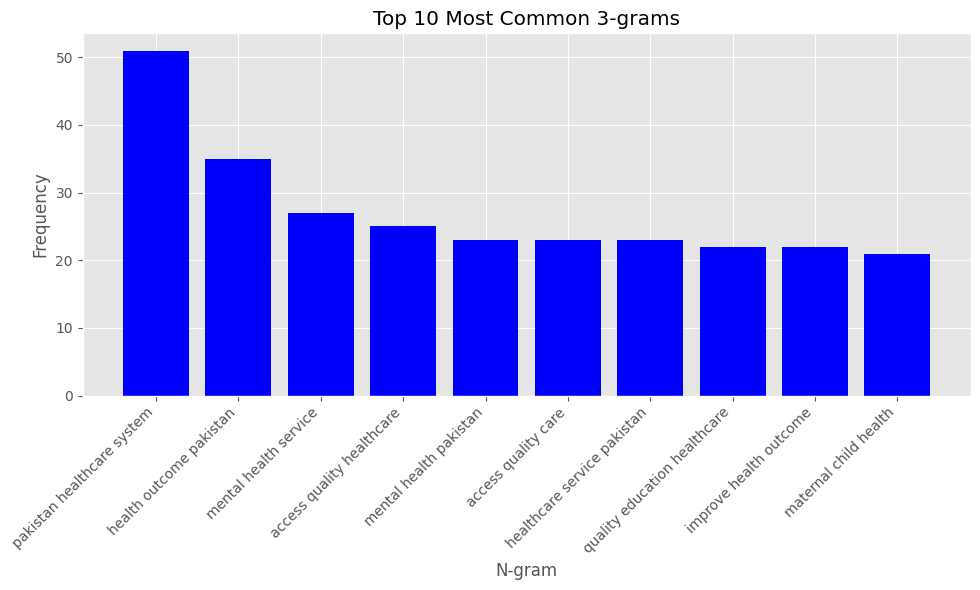 Top 10 Most Common 3-grams
Frequency
50
40
30
20
10
0
pakistan healthcare system
health outcome pakistan
mental health service
access quality healthcare
mental health pakistan
access quality care
healthcare service pakistan
quality education healthcare
improve health outcome
maternal child health
N-gram